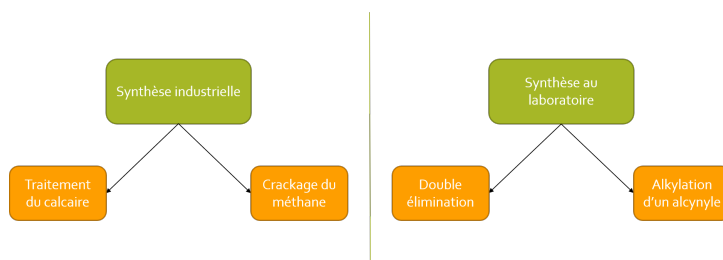 Synthèse industrielle
Traitement
du calcaire
Crackage du
méthane
Synthèse au
laboratoire
Double
élimination
Alkylation
d'un alcynyle